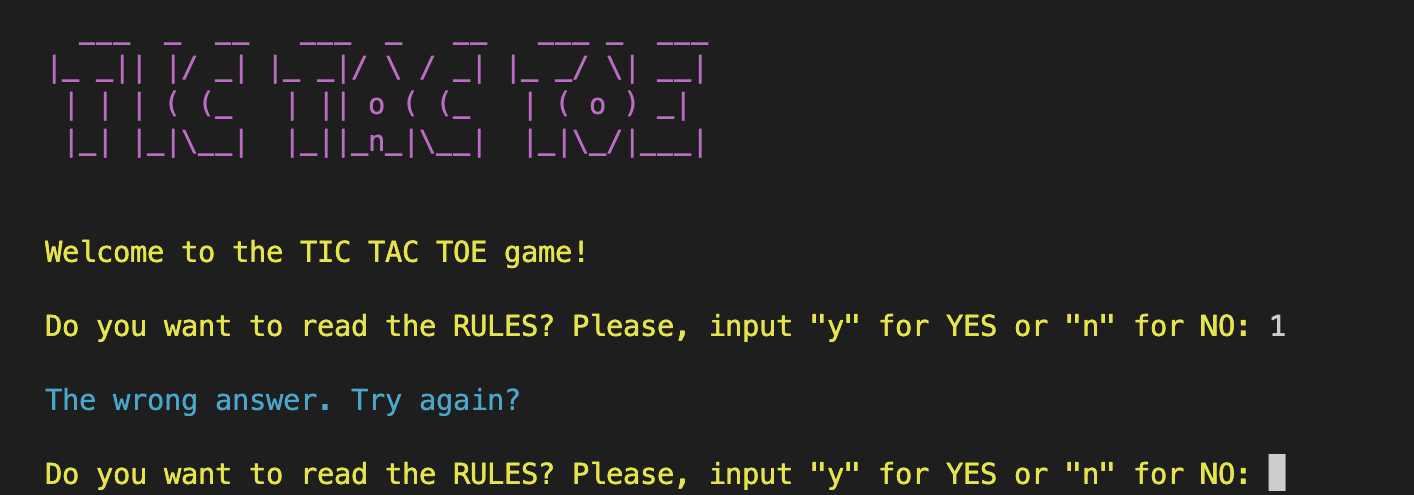 ___  _  __   ___  _   __   ___ _  ___
|_ _|| |/ _| |_ _|/ \ / _| |_ _/ \| __|
 | | | ( (_   | || o ( (_   | ( o ) _|
 |_| |_|\__|  |_||_n_|\__|  |_|\_/|___|
Welcome to the TIC TAC TOE game!
Do you want to read the RULES? Please, input "y" for YES or "n" for NO: 1
The wrong answer. Try again?
Do you want to read the RULES? Please, input "y" for YES or "n" for NO: